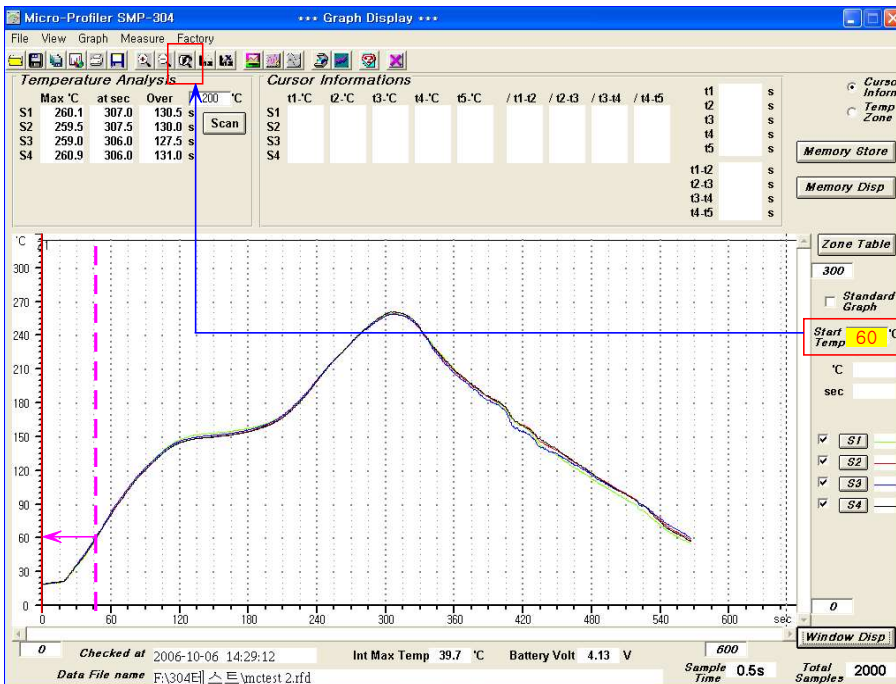 Micro-Profiler SMP-304 *** Graph Display ***
File View Graph Measure Factory
Temperature Analysis
Max 'C at sec Over 200 'C
S1 260.1 307.0 130.5 s
S2 259.5 307.5 130.0 s
S3 259.0 306.0 127.5 s
S4 260.9 306.0 131.0 s
Scan
Cursor Informations
t1-'C t2-'C t3-'C t4-'C t5-'C / t1-t2 / t2-t3 / t3-t4 / t4-t5
S1
S2
S3
S4
t1 s
t2 s
t3 s
t4 s
t5 s
t1-t2 s
t2-t3 s
t3-t4 s
t4-t5 s
Curso
Inforn
Temp
Zone
Memory Store
Memory Disp
'C
300
270
240
210
180
150
120
90
60
30
0
0 60 120 180 240 300 360 420 480 540 600 sec
Zone Table
300
Standard
Graph
Start
Temp 60 'C
'C
sec
S1
S2
S3
S4
0
Window Disp
0 Checked at 2006-10-06 14:29:12 Int Max Temp 39.7 'C Battery Volt 4.13 V 600
Data File name F:\304테스트\mctest 2.rfd
Sample
Time 0.5s
Total
Samples 2000